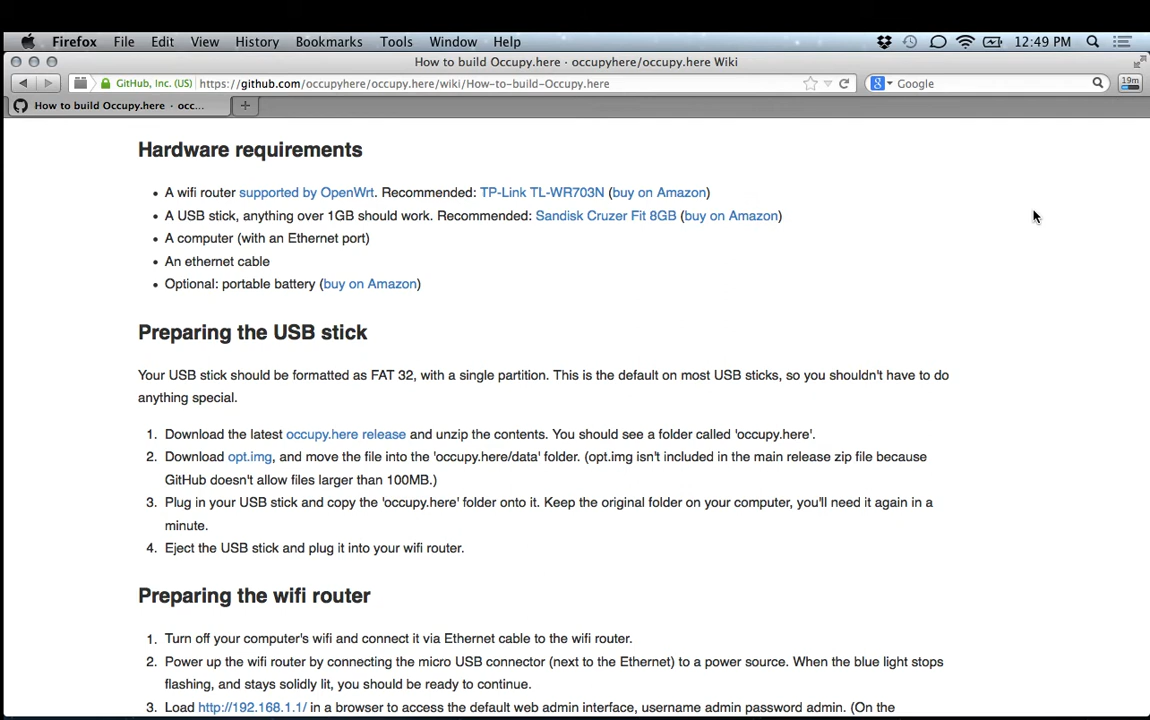 Firefox File Edit View History Bookmarks Tools Window Help 12:49 PM
How to build Occupy.here · occupyhere/occupy.here Wiki
GitHub, Inc. (US) https://github.com/occupyhere/occupy.here/wiki/How-to-build-Occupy.here Google 19m
How to build Occupy.here · occ...
Hardware requirements
• A wifi router supported by OpenWrt. Recommended: TP-Link TL-WR703N (buy on Amazon)
• A USB stick, anything over 1GB should work. Recommended: Sandisk Cruzer Fit 8GB (buy on Amazon)
• A computer (with an Ethernet port)
• An ethernet cable
• Optional: portable battery (buy on Amazon)
Preparing the USB stick
Your USB stick should be formatted as FAT 32, with a single partition. This is the default on most USB sticks, so you shouldn't have to do
anything special.
1. Download the latest occupy.here release and unzip the contents. You should see a folder called 'occupy.here'.
2. Download opt.img, and move the file into the 'occupy.here/data' folder. (opt.img isn't included in the main release zip file because
GitHub doesn't allow files larger than 100MB.)
3. Plug in your USB stick and copy the 'occupy.here' folder onto it. Keep the original folder on your computer, you'll need it again in a
minute.
4. Eject the USB stick and plug it into your wifi router.
Preparing the wifi router
1. Turn off your computer's wifi and connect it via Ethernet cable to the wifi router.
2. Power up the wifi router by connecting the micro USB connector (next to the Ethernet) to a power source. When the blue light stops
flashing, and stays solidly lit, you should be ready to continue.
3. Load http://192.168.1.1/ in a browser to access the default web admin interface, username admin password admin. (On the